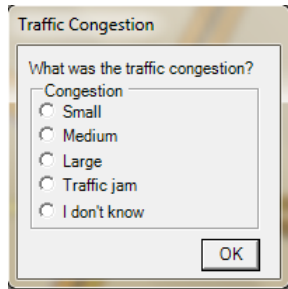 Traffic Congestion
What was the traffic congestion?
Congestion
Small
Medium
Large
Traffic jam
I don't know
OK